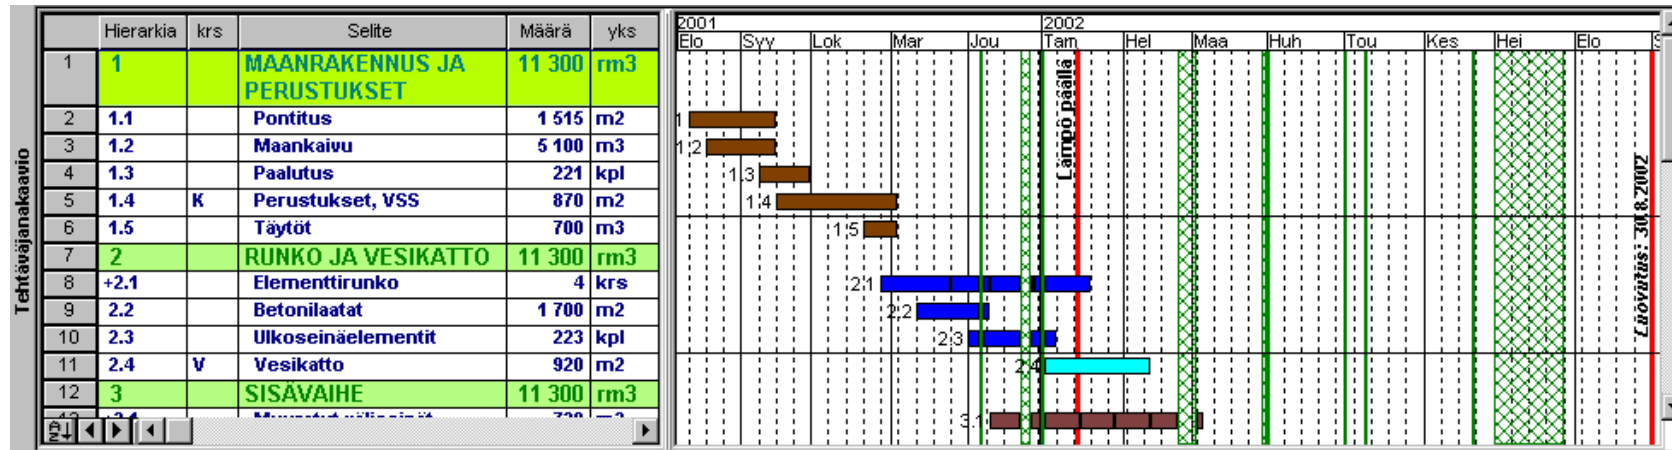 Tehtäväjanakaavio
Hierarkia krs Selite Määrä yks
1 1 MAANRAKENNUS JA PERUSTUKSET 11 300 rm3
2 1.1 Pontitus 1 515 m2
3 1.2 Maankaivu 5 100 m3
4 1.3 Paalutus 221 kpl
5 1.4 K Perustukset, VSS 870 m2
6 1.5 Täytöt 700 m3
7 2 RUNKO JA VESIKATTO 11 300 rm3
8 +2.1 Elementtirunko 4 krs
9 2.2 Betonilaatat 1 700 m2
10 2.3 Ulkoseinäelementit 223 kpl
11 2.4 V Vesikatto 920 m2
12 3 SISÄVAIHE 11 300 rm3
2001 2002
Elo Syy Lok Mar Jou Tam Hel Maa Huh Tou Kes Hei Elo S
Lämpö päällä
1
1.2
1.3
1.4
1.5
2.1
2.2
2.3
2.4
3.1
Luovutus: 30.8.2002